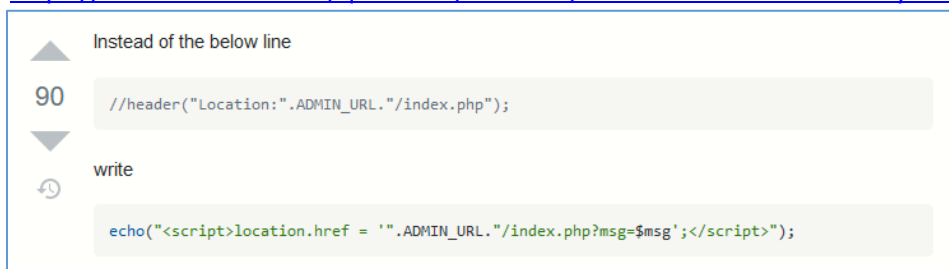 Instead of the below line
90
//header("Location:".ADMIN_URL."/index.php");
write
echo("<script>location.href = '".ADMIN_URL."/index.php?msg=$msg';</script>");